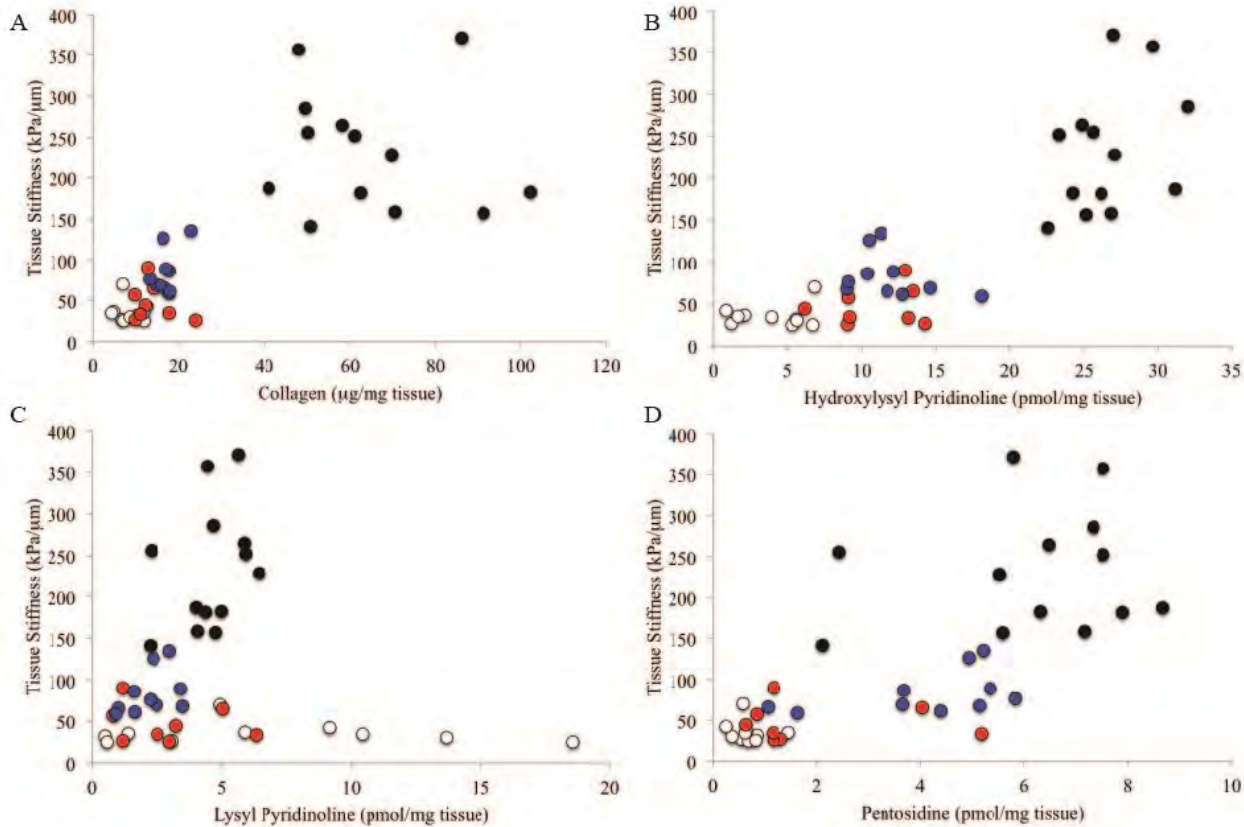 A
Tissue Stiffness (kPa/µm)
400
350
300
250
200
150
100
50
0
0 20 40 60 80 100 120
Collagen (µg/mg tissue)
B
Tissue Stiffness (kPa/µm)
400
350
300
250
200
150
100
50
0
0 5 10 15 20 25 30 35
Hydroxylysyl Pyridinoline (pmol/mg tissue)
C
Tissue Stiffness (kPa/µm)
400
350
300
250
200
150
100
50
0
0 5 10 15 20
Lysyl Pyridinoline (pmol/mg tissue)
D
Tissue Stiffness (kPa/µm)
400
350
300
250
200
150
100
50
0
0 2 4 6 8 10
Pentosidine (pmol/mg tissue)